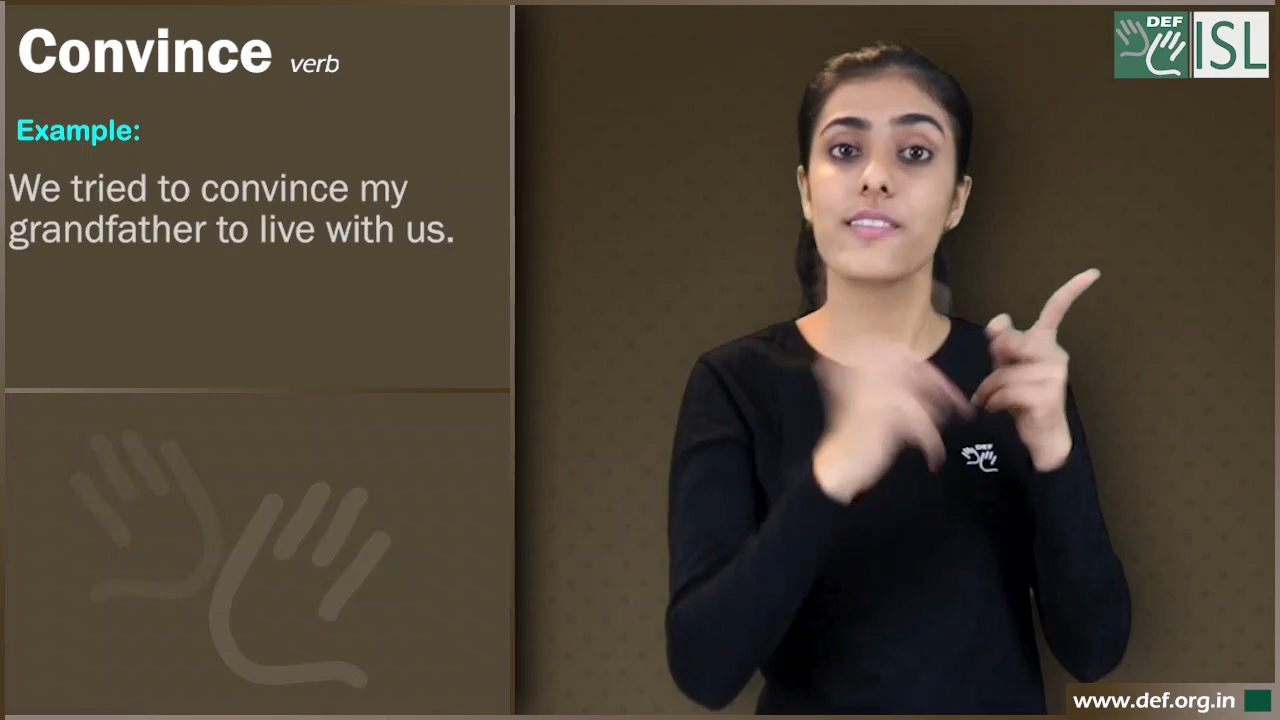 Convince verb
Example:
We tried to convince my
grandfather to live with us.
DEF
ISL
DEF
www.def.org.in